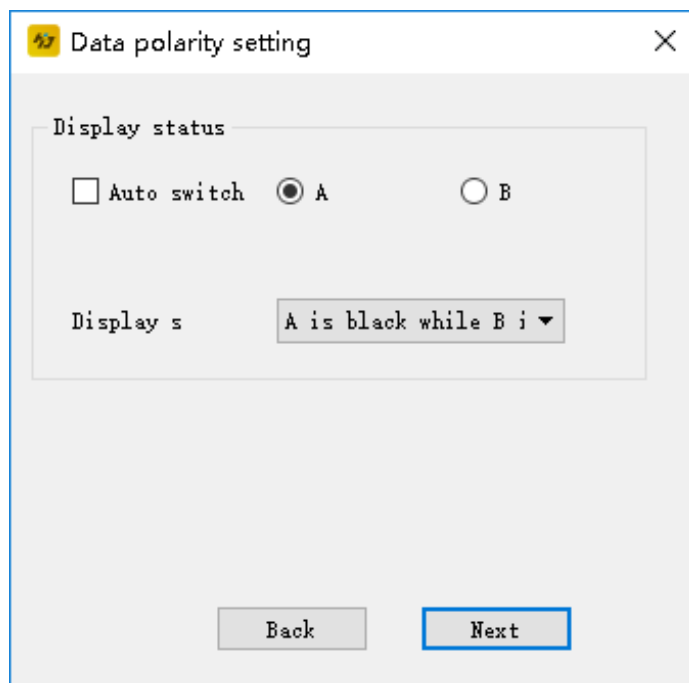 Data polarity setting
Display status
Auto switch A B
Display s A is black while B i
Back Next